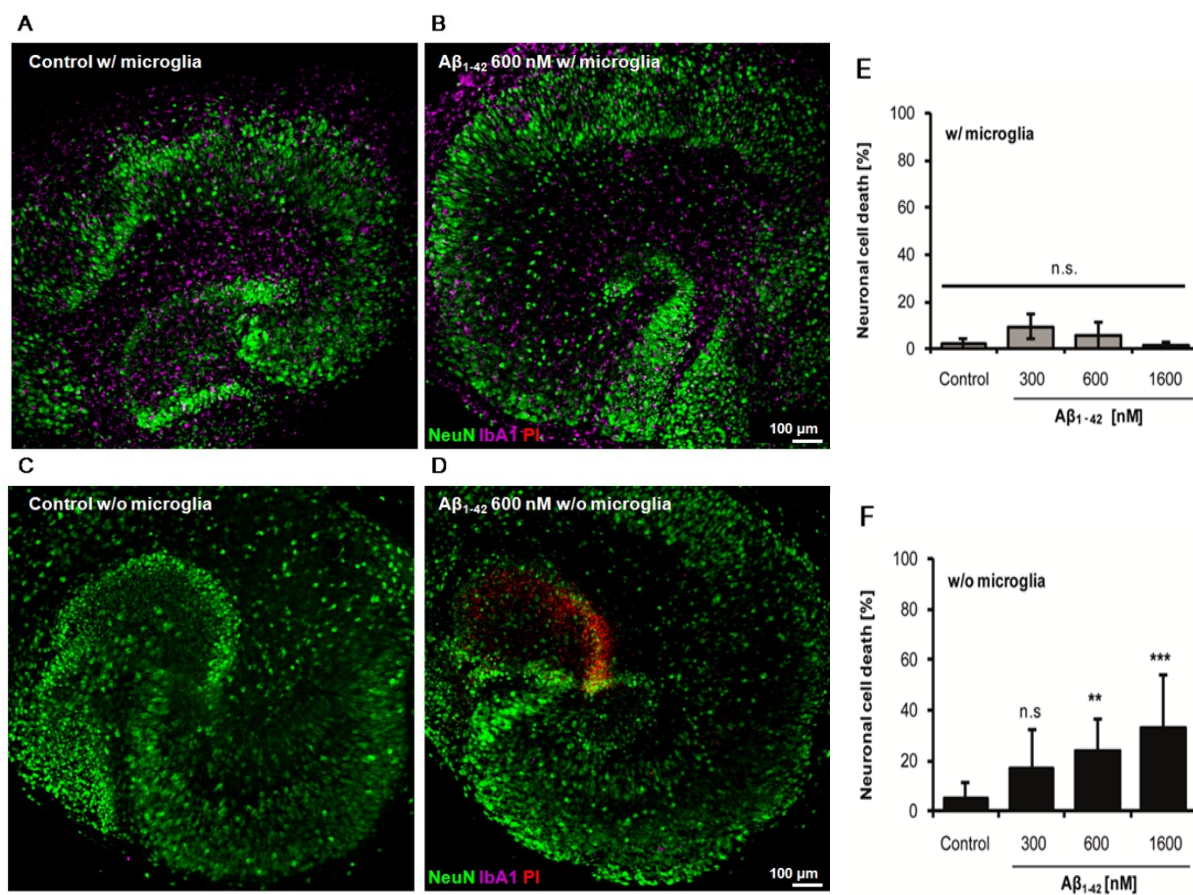 A
Control w/ microglia
B
Aβ1-42 600 nM w/ microglia
NeuN IbA1 PI
100 µm
C
Control w/o microglia
D
Aβ1-42 600 nM w/o microglia
NeuN IbA1 PI
100 µm
E
Neuronal cell death [%]
100
80
60
40
20
0
w/ microglia
n.s.
Control 300 600 1600
Aβ1-42 [nM]
F
Neuronal cell death [%]
100
80
60
40
20
0
w/o microglia
n.s
**
***
Control 300 600 1600
Aβ1-42 [nM]